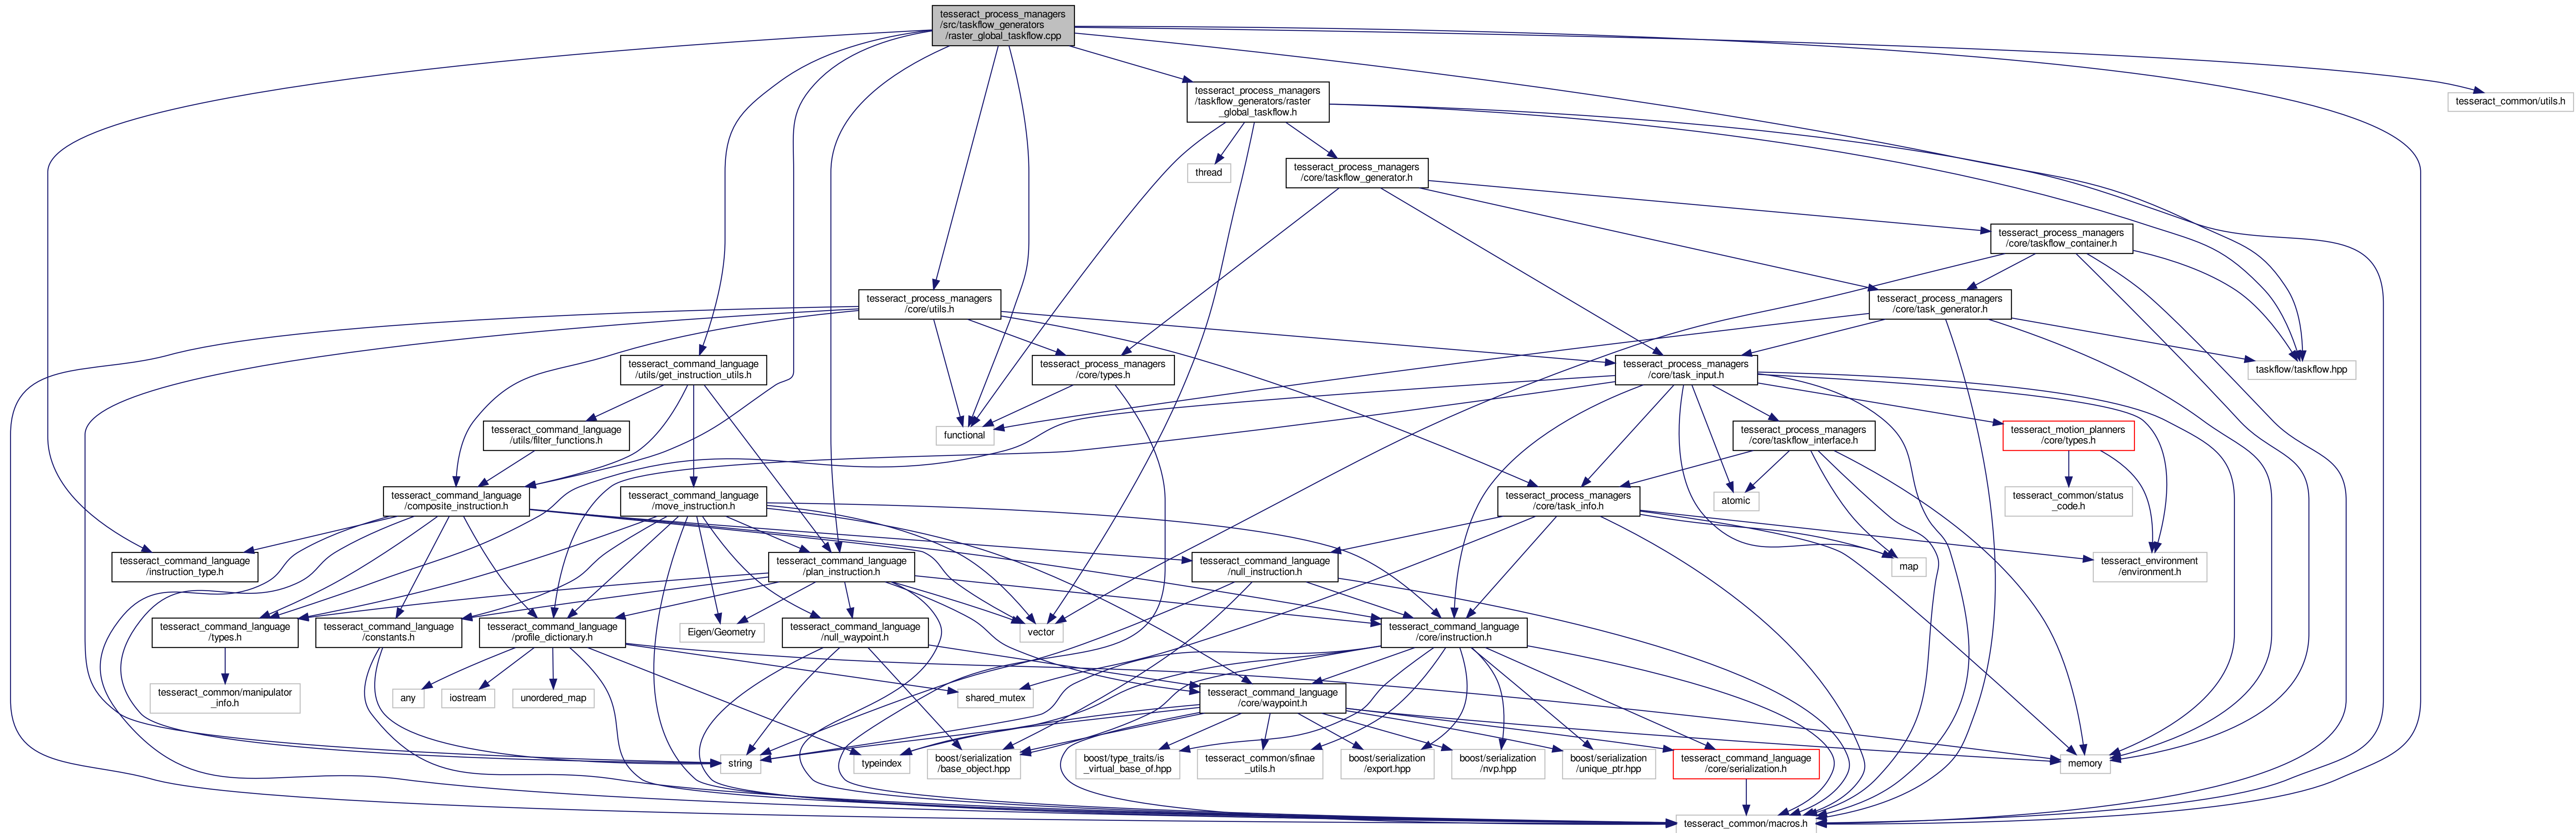 tesseract_process_managers
/src/taskflow_generators
/raster_global_taskflow.cpp
tesseract_process_managers
/taskflow_generators/raster
_global_taskflow.h
tesseract_common/utils.h
thread
tesseract_process_managers
/core/taskflow_generator.h
tesseract_process_managers
/core/taskflow_container.h
tesseract_process_managers
/core/utils.h
tesseract_process_managers
/core/task_generator.h
tesseract_command_language
/utils/get_instruction_utils.h
tesseract_process_managers
/core/types.h
tesseract_process_managers
/core/task_input.h
taskflow/taskflow.hpp
tesseract_command_language
/utils/filter_functions.h
functional
tesseract_process_managers
/core/taskflow_interface.h
tesseract_motion_planners
/core/types.h
tesseract_command_language
/composite_instruction.h
tesseract_command_language
/move_instruction.h
tesseract_process_managers
/core/task_info.h
atomic
tesseract_common/status
_code.h
tesseract_command_language
/instruction_type.h
tesseract_command_language
/plan_instruction.h
tesseract_command_language
/null_instruction.h
map
tesseract_environment
/environment.h
tesseract_command_language
/types.h
tesseract_command_language
/constants.h
tesseract_command_language
/profile_dictionary.h
Eigen/Geometry
tesseract_command_language
/null_waypoint.h
vector
tesseract_command_language
/core/instruction.h
tesseract_common/manipulator
_info.h
any
iostream
unordered_map
shared_mutex
tesseract_command_language
/core/waypoint.h
string
typeindex
boost/serialization
/base_object.hpp
boost/type_traits/is
_virtual_base_of.hpp
tesseract_common/sfinae
_utils.h
boost/serialization
/export.hpp
boost/serialization
/nvp.hpp
boost/serialization
/unique_ptr.hpp
tesseract_command_language
/core/serialization.h
memory
tesseract_common/macros.h